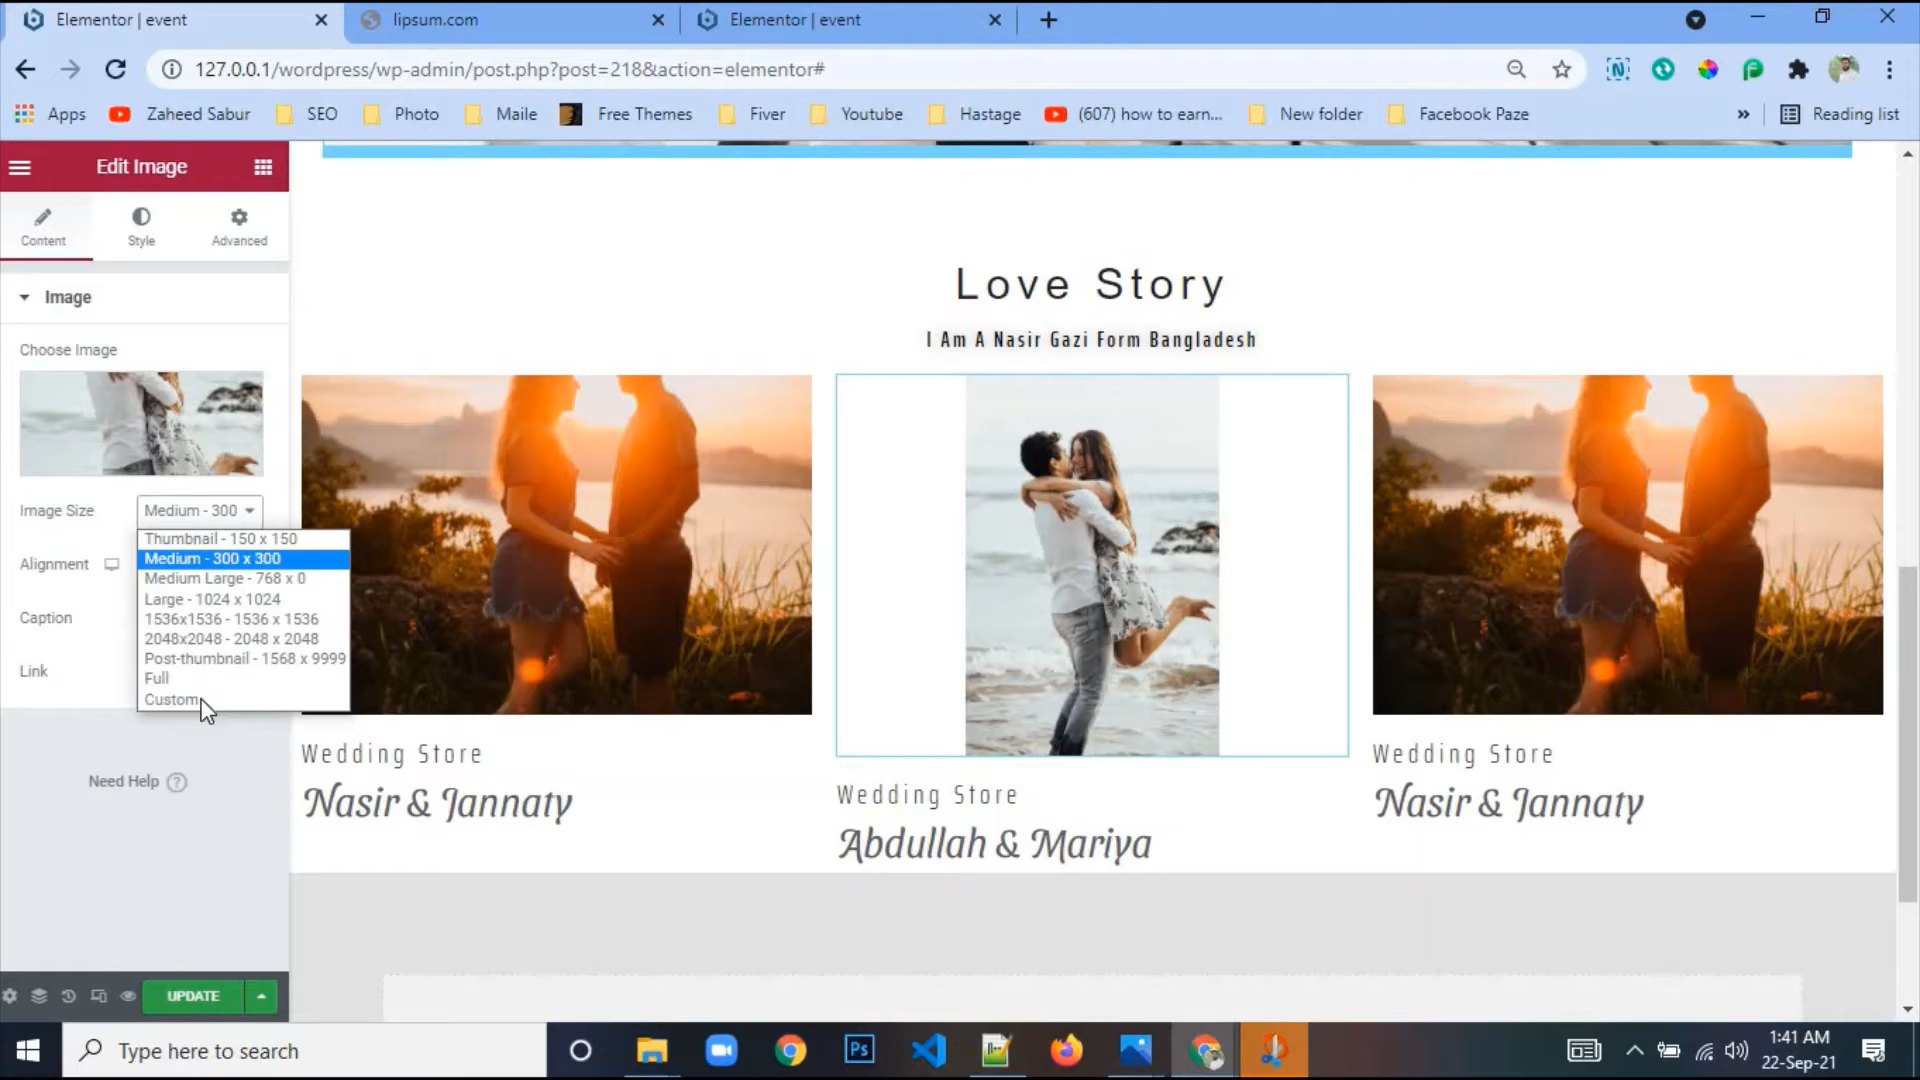 Elementor | event
lipsum.com
Elementor | event
127.0.0.1/wordpress/wp-admin/post.php?post=218&action=elementor#
Apps
Zaheed Sabur
SEO
Photo
Maile
Free Themes
Fiver
Youtube
Hastage
(607) how to earn...
New folder
Facebook Paze
»
Reading list
Edit Image
Content
Style
Advanced
Image
Choose Image
Image Size
Medium - 300
Thumbnail - 150 x 150
Medium - 300 x 300
Medium Large - 768 x 0
Large - 1024 x 1024
1536x1536 - 1536 x 1536
2048x2048 - 2048 x 2048
Post-thumbnail - 1568 x 9999
Full
Custom
Alignment
Caption
Link
Need Help ?
UPDATE
Love Story
I Am A Nasir Gazi Form Bangladesh
Wedding Store
Nasir & Jannaty
Wedding Store
Abdullah & Mariya
Wedding Store
Nasir & Jannaty
Type here to search
Ps
1:41 AM
22-Sep-21